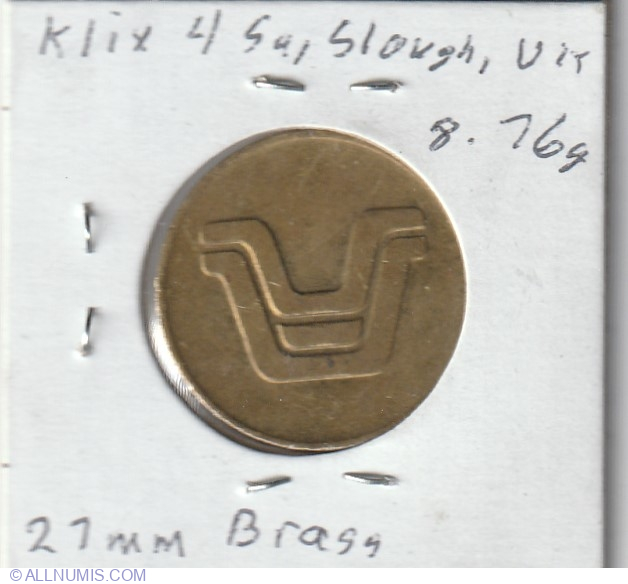 Klix 4 Sq, Slough, UK
8.76g
27mm Brass
© ALLNUMIS.COM